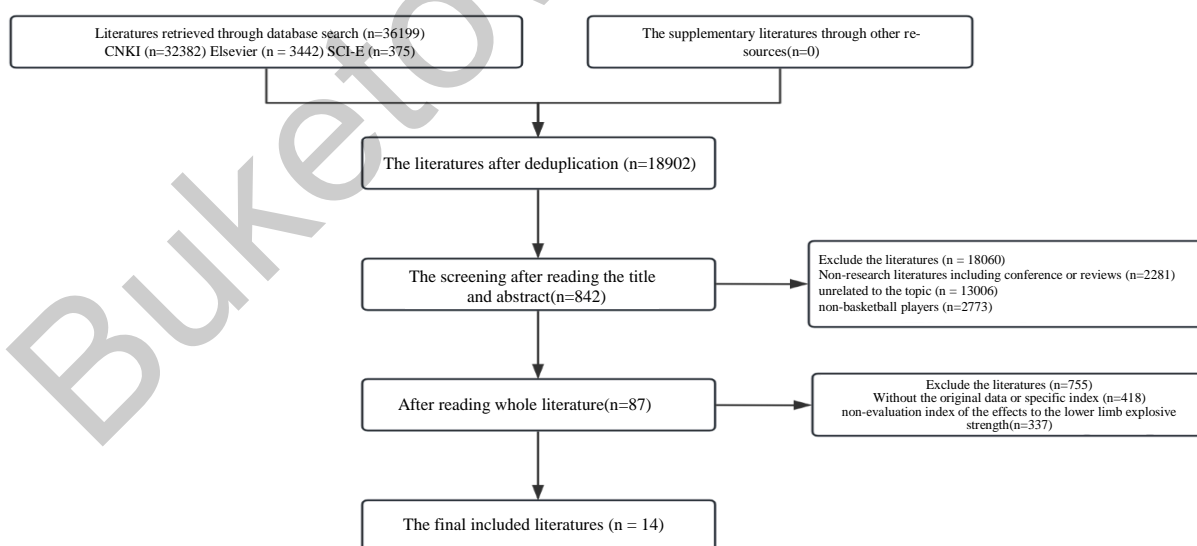 Literatures retrieved through database search (n=36199)
CNKI (n=32382) Elsevier (n = 3442) SCI-E (n=375)
The supplementary literatures through other re-
sources(n=0)
The literatures after deduplication (n=18902)
The screening after reading the title
and abstract(n=842)
Exclude the literatures (n = 18060)
Non-research literatures including conference or reviews (n=2281)
unrelated to the topic (n = 13006)
non-basketball players (n=2773)
After reading whole literature(n=87)
Exclude the literatures (n=755)
Without the original data or specific index (n=418)
non-evaluation index of the effects to the lower limb explosive
strength(n=337)
The final included literatures (n = 14)
Buketo